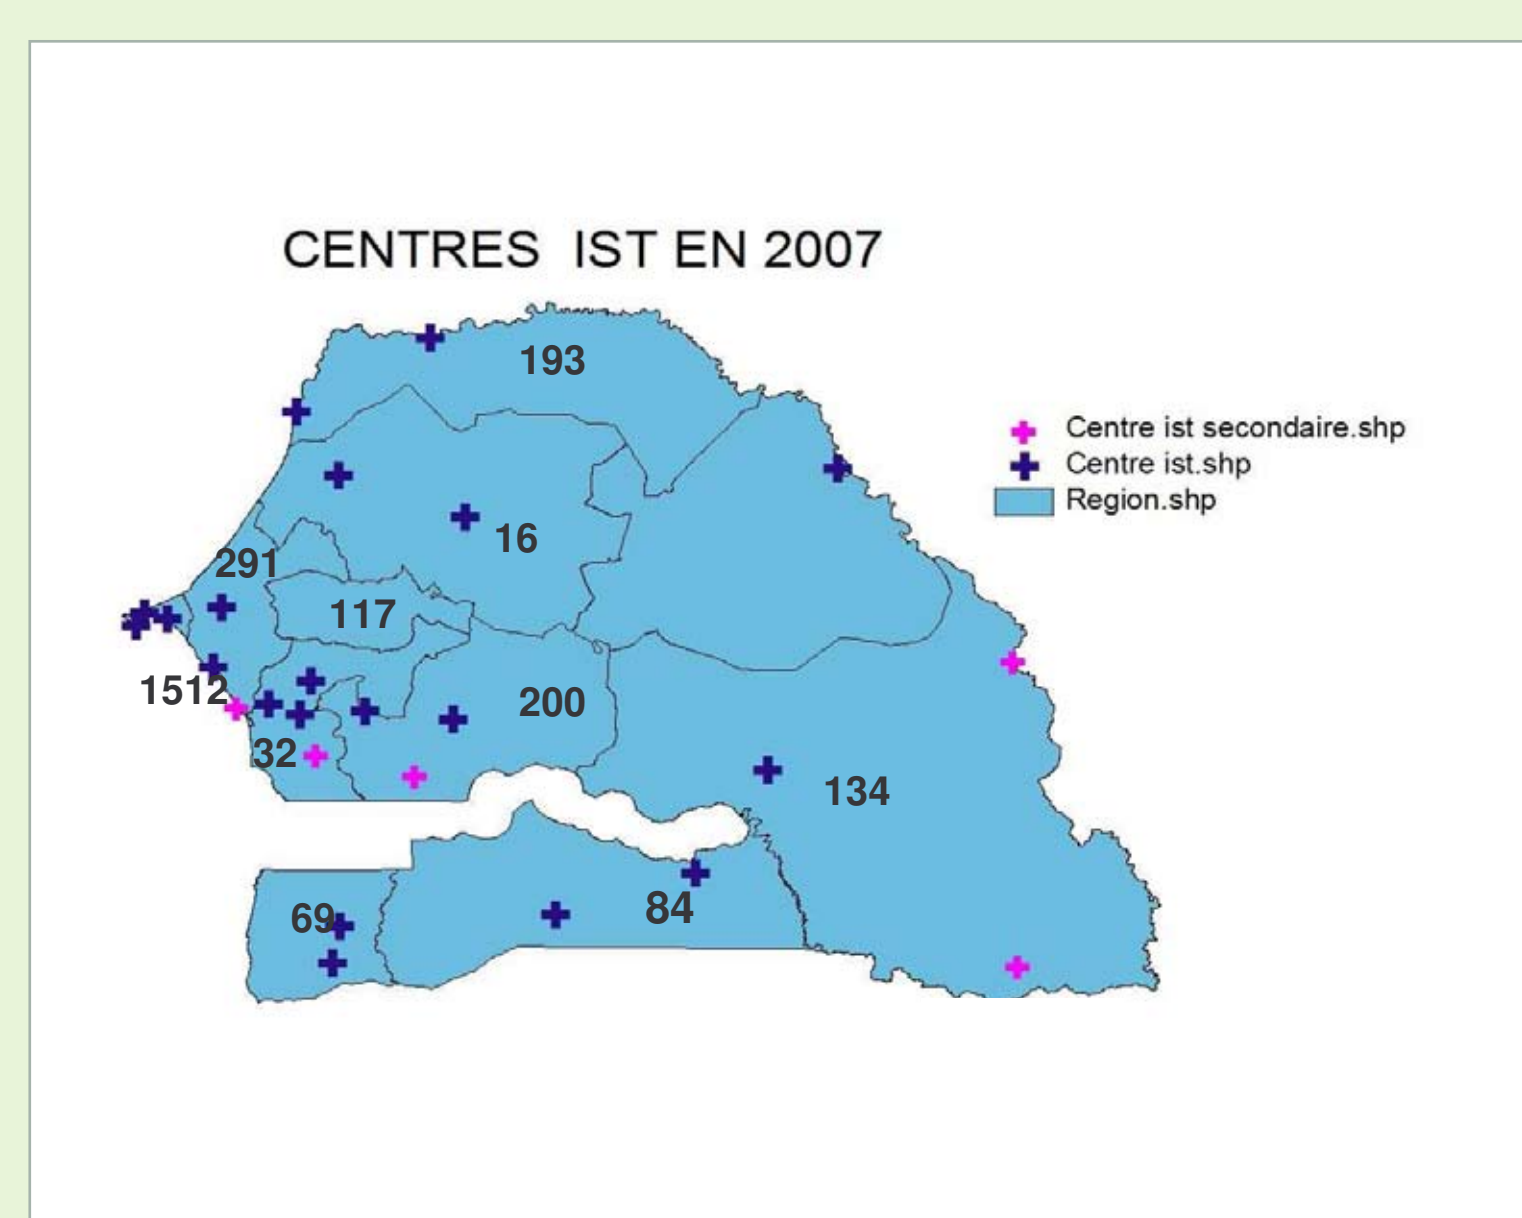 CENTRES IST EN 2007
193
Centre ist secondaire.shp
Centre ist.shp
Region.shp
16
291
117
1512
200
32
134
84
69